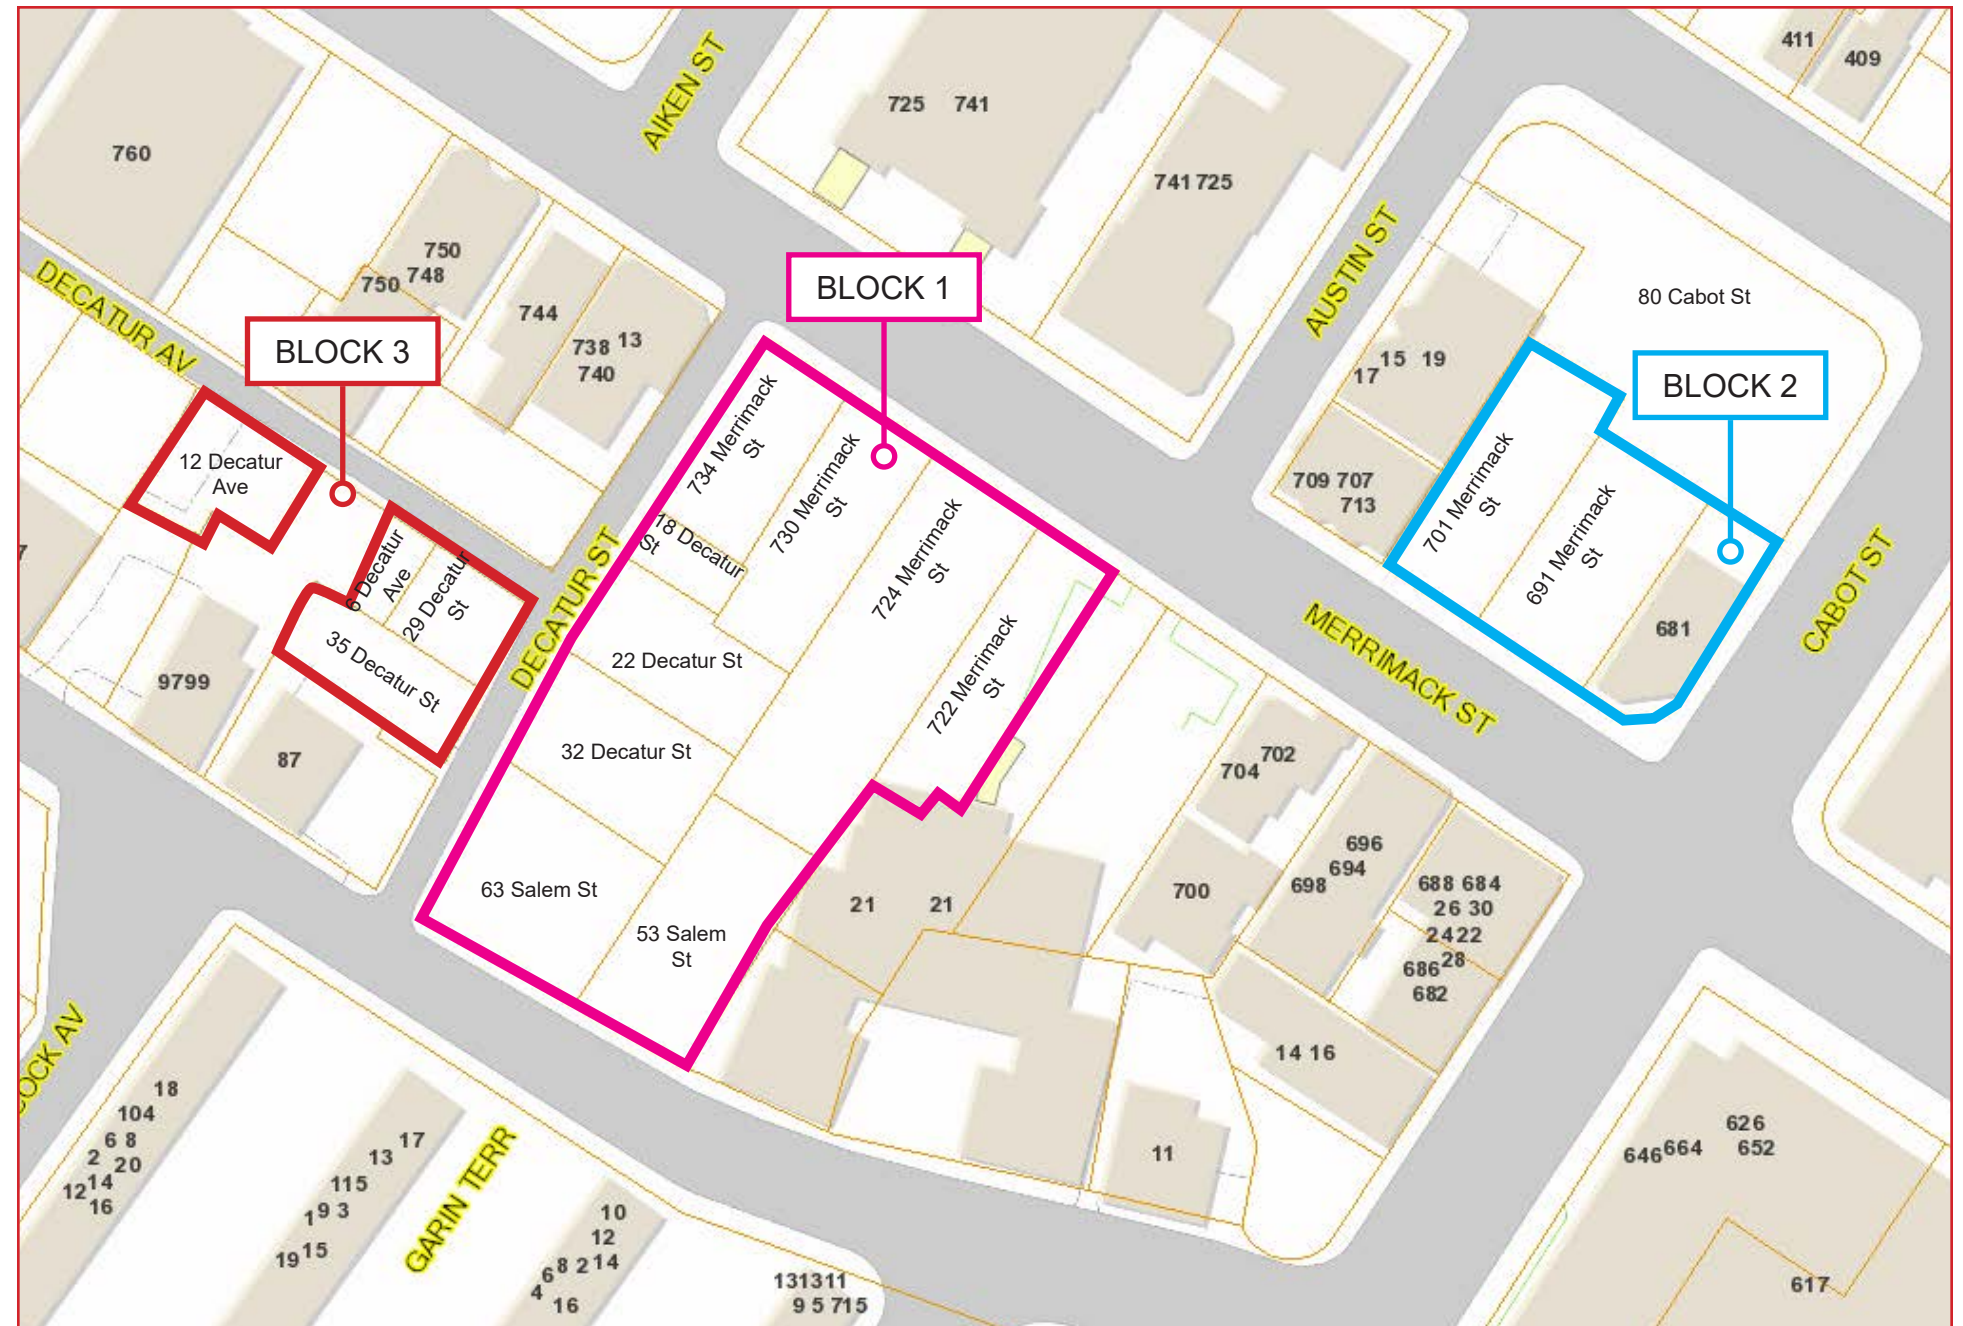 411
409
AIKEN ST
725 741
760
741 725
750
750 748
744
738 13
740
DECATUR AV
BLOCK 3
BLOCK 1
AUSTIN ST
80 Cabot St
15 19
17
BLOCK 2
709 707
713
701 Merrimack
St
691 Merrimack
St
681
CABOT ST
MERRIMACK ST
734 Merrimack
St
730 Merrimack
St
18 Decatur
St
724 Merrimack
St
722 Merrimack
St
22 Decatur St
32 Decatur St
63 Salem St
53 Salem
St
DECATUR ST
12 Decatur
Ave
6 Decatur
Ave
29 Decatur
St
35 Decatur St
7
9799
87
21 21
702
704
700
696
694
698
688 684
26 30
2422
28
686
682
14 16
11
OCK AV
18
104
6 8
2 20
14
12
16
17
13
115
9 3
1
15
19
GARIN TERR
10
12
8 2 14
6
4
16
131311
9 5 715
626
646 664 652
617